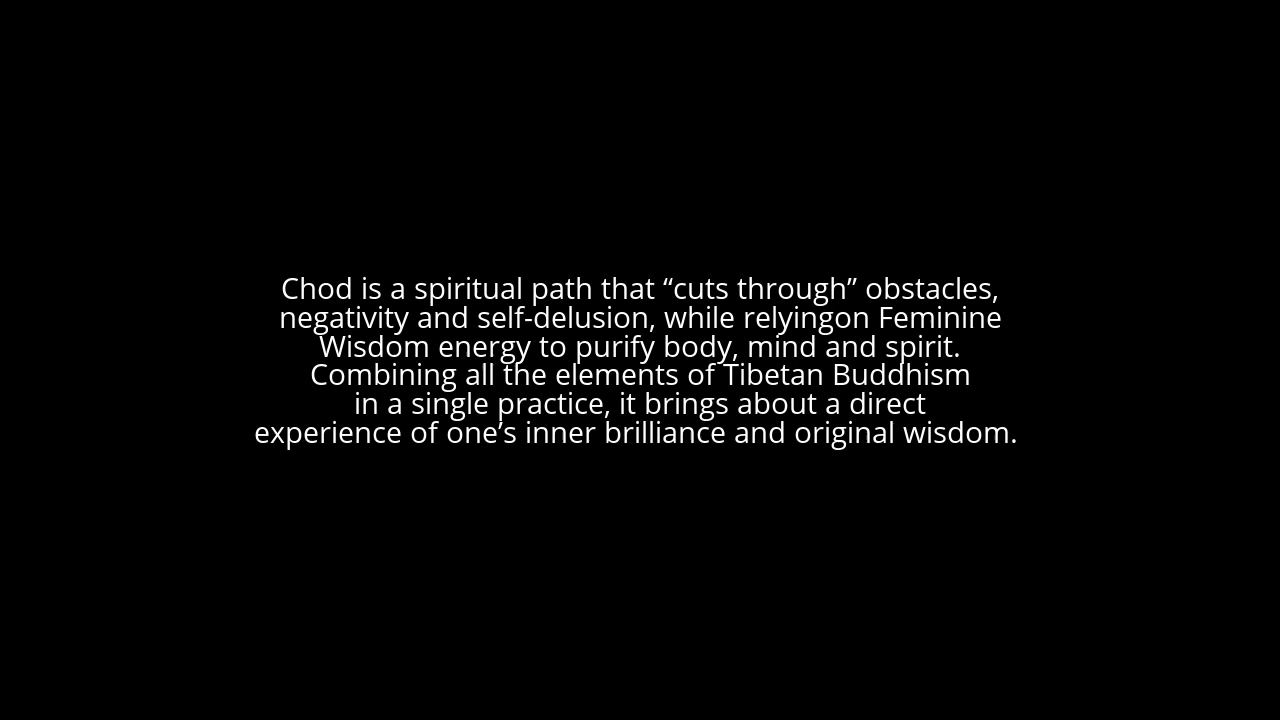 Chod is a spiritual path that “cuts through” obstacles,
negativity and self-delusion, while relyingon Feminine
Wisdom energy to purify body, mind and spirit.
Combining all the elements of Tibetan Buddhism
in a single practice, it brings about a direct
experience of one’s inner brilliance and original wisdom.